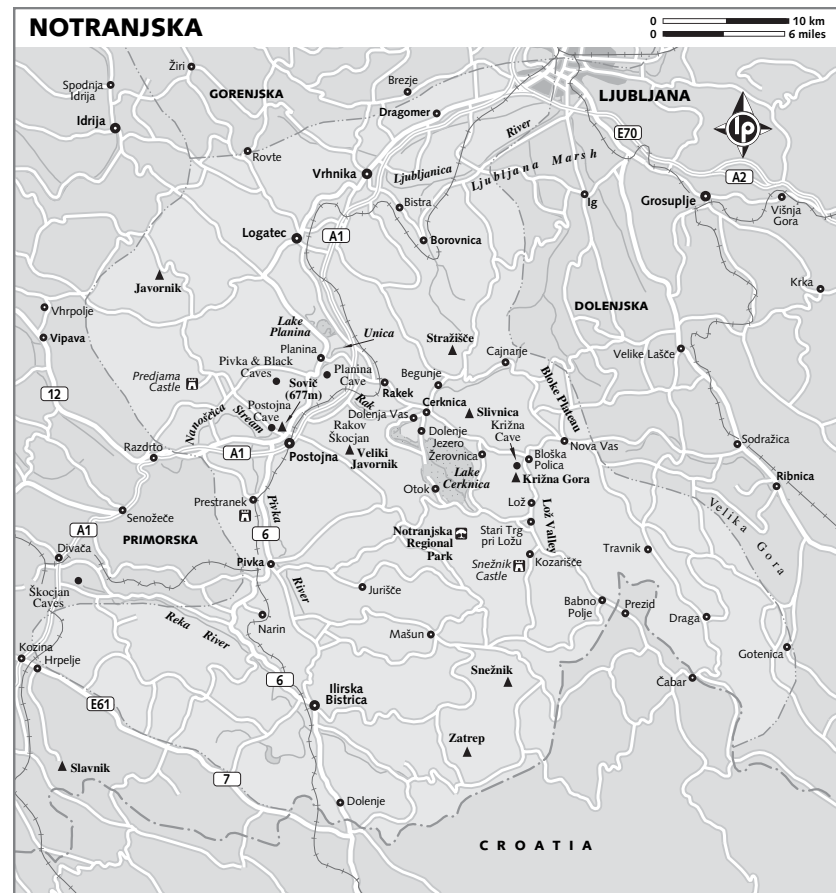 NOTRANJSKA
0 10 km
0 6 miles
Žiri
Spodnja
Idrija
Idrija
GORENJSKA
Brezje
Dragomer
LJUBLJANA
lp
E70
A2
Rovte
Vrhnika
Ljubljanica
River
Ljubljana Marsh
Bistra
Ig
Grosuplje
Višnja
Gora
Logatec
A1
Borovnica
Javornik
Krka
DOLENJSKA
Vhrpolje
Vipava
Lake
Planina
Unica
Stražišče
Planina
Cajnarje
Velike Lašče
Pivka & Black
Caves
Planina
Cave
Begunje
Predjama
Castle
Sovič
(677m)
Rakek
12
Cerknica
Bloke Plateau
Nanoščica
Stream
Postojna
Cave
Rak
Dolenja Vas
Slivnica
Rakov
Škocjan
Dolenje
Jezero
Križna
Cave
A1
Postojna
Veliki
Javornik
Žerovnica
Nova Vas
Sodražica
Razdrto
Bloška
Polica
Lake
Cerknica
Križna Gora
Ribnica
Otok
Prestranek
Pivka
Lož
Lož Valley
Velika Gora
Senožeče
A1
PRIMORSKA
6
Notranjska
Regional
Park
Stari Trg
pri Ložu
Divača
Travnik
Snežnik
Castle
Kozarišče
Pivka
River
Škocjan
Caves
Jurišče
Babno
Polje
Prezid
Narin
Draga
Reka River
Mašun
Kozina
Hrpelje
Gotenica
6
Snežnik
Čabar
E61
Ilirska
Bistrica
Zatrep
Slavnik
7
Dolenje
CROATIA